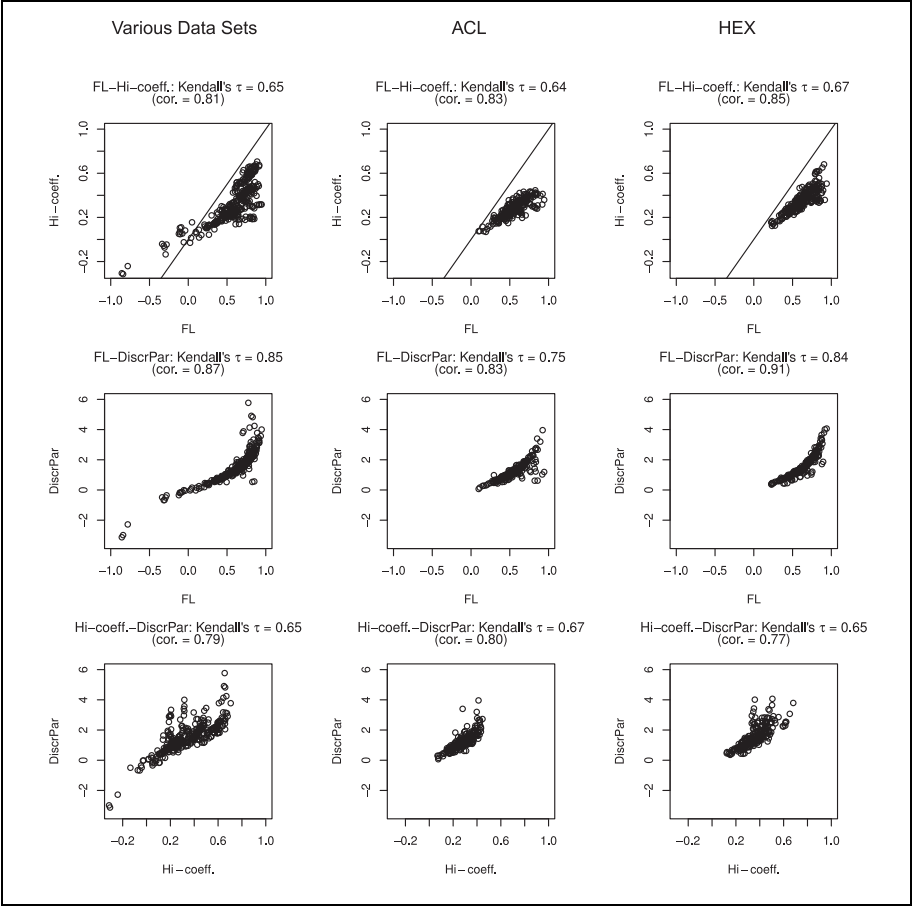 Various Data Sets ACL HEX
FL−Hi−coeff.: Kendall's τ = 0.65
(cor. = 0.81)
FL−Hi−coeff.: Kendall's τ = 0.64
(cor. = 0.83)
FL−Hi−coeff.: Kendall's τ = 0.67
(cor. = 0.85)
Hi−coeff.
−0.2 0.2 0.6 1.0
−1.0 −0.5 0.0 0.5 1.0
FL
Hi−coeff.
−0.2 0.2 0.6 1.0
−1.0 −0.5 0.0 0.5 1.0
FL
Hi−coeff.
−0.2 0.2 0.6 1.0
−1.0 −0.5 0.0 0.5 1.0
FL
FL−DiscrPar: Kendall's τ = 0.85
(cor. = 0.87)
FL−DiscrPar: Kendall's τ = 0.75
(cor. = 0.83)
FL−DiscrPar: Kendall's τ = 0.84
(cor. = 0.91)
DiscrPar
−2 0 2 4 6
−1.0 −0.5 0.0 0.5 1.0
FL
DiscrPar
−2 0 2 4 6
−1.0 −0.5 0.0 0.5 1.0
FL
DiscrPar
−2 0 2 4 6
−1.0 −0.5 0.0 0.5 1.0
FL
Hi−coeff.−DiscrPar: Kendall's τ = 0.65
(cor. = 0.79)
Hi−coeff.−DiscrPar: Kendall's τ = 0.67
(cor. = 0.80)
Hi−coeff.−DiscrPar: Kendall's τ = 0.65
(cor. = 0.77)
DiscrPar
−2 0 2 4 6
−0.2 0.2 0.6 1.0
Hi−coeff.
DiscrPar
−2 0 2 4 6
−0.2 0.2 0.6 1.0
Hi−coeff.
DiscrPar
−2 0 2 4 6
−0.2 0.2 0.6 1.0
Hi−coeff.